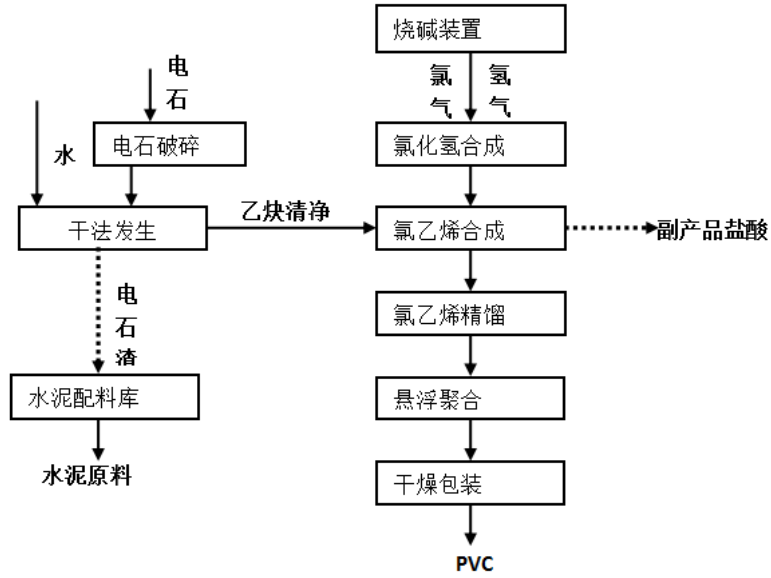 烧碱装置
氯气
氢气
电石
水
电石破碎
氯化氢合成
干法发生
乙炔清净
氯乙烯合成
副产品盐酸
电石渣
氯乙烯精馏
水泥配料库
悬浮聚合
水泥原料
干燥包装
PVC